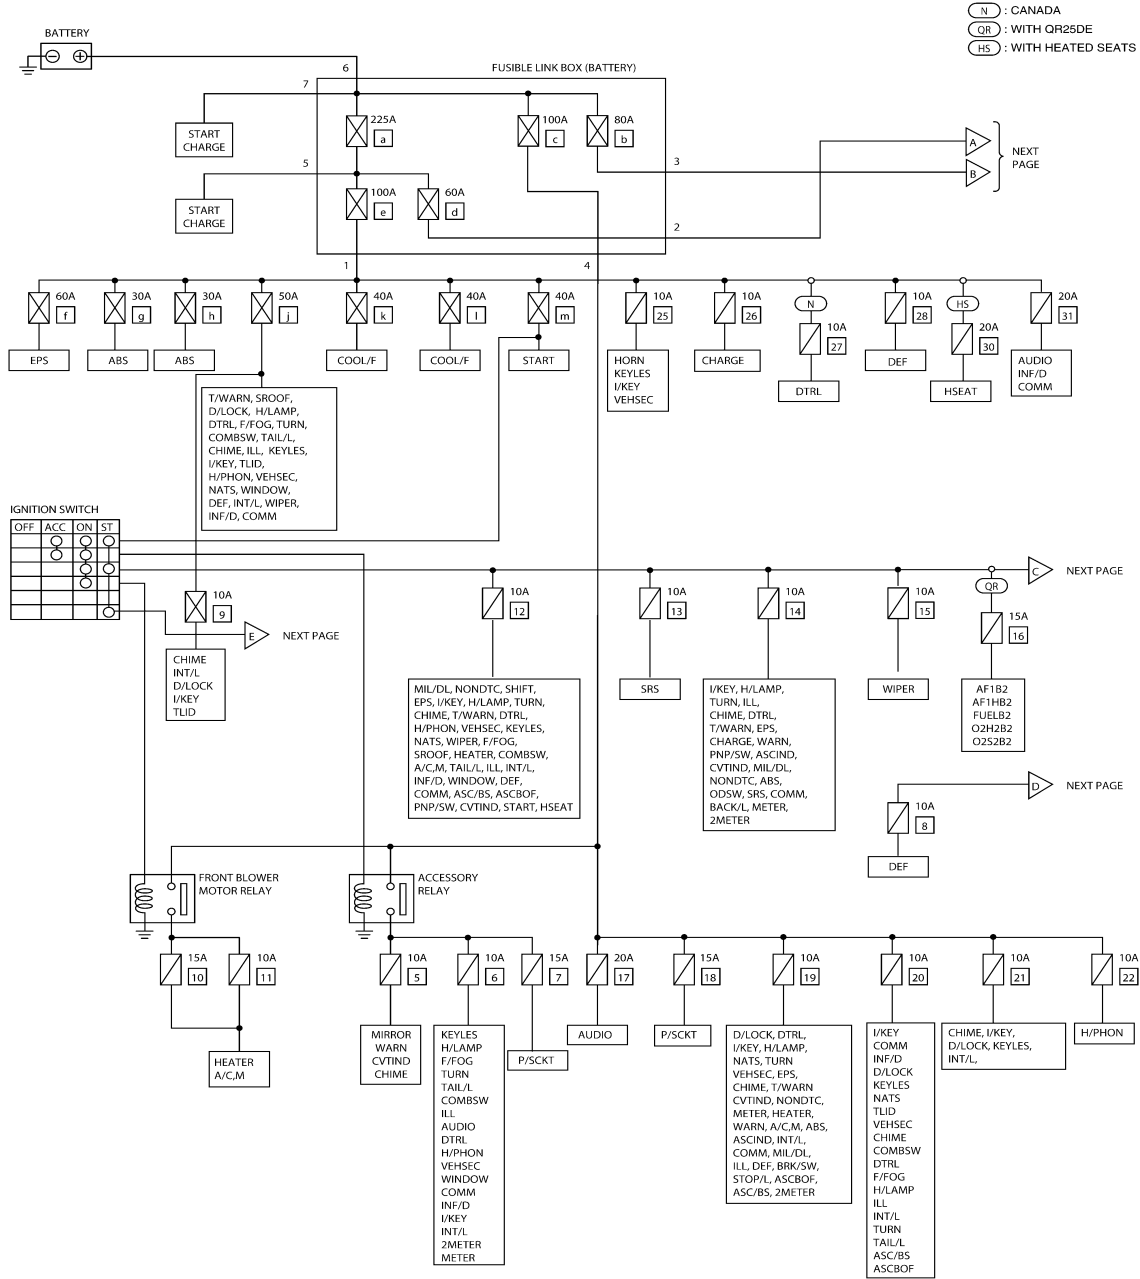 N : CANADA
QR : WITH QR25DE
HS : WITH HEATED SEATS
BATTERY
FUSIBLE LINK BOX (BATTERY)
6
7
225A
a
100A
c
80A
b
START
CHARGE
5
3
2
100A
e
60A
d
START
CHARGE
A
B
NEXT
PAGE
1
4
60A
f
EPS
30A
g
ABS
30A
h
ABS
50A
j
40A
k
COOL/F
40A
l
COOL/F
40A
m
START
10A
25
HORN
KEYLES
I/KEY
VEHSEC
10A
26
CHARGE
N
10A
27
DTRL
10A
28
DEF
HS
20A
30
HSEAT
20A
31
AUDIO
INF/D
COMM
T/WARN, SROOF,
D/LOCK, H/LAMP,
DTRL, F/FOG, TURN,
COMBSW, TAIL/L,
CHIME, ILL, KEYLES,
I/KEY, TLID,
H/PHON, VEHSEC,
NATS, WINDOW,
DEF, INT/L, WIPER,
INF/D, COMM
IGNITION SWITCH
OFF ACC ON ST
10A
9
CHIME
INT/L
D/LOCK
I/KEY
TLID
E
NEXT PAGE
C
NEXT PAGE
10A
12
MIL/DL, NONDTC, SHIFT,
EPS, I/KEY, H/LAMP, TURN,
CHIME, T/WARN, DTRL,
H/PHON, VEHSEC, KEYLES,
NATS, WIPER, F/FOG,
SROOF, HEATER, COMBSW,
A/C,M, TAIL/L, ILL, INT/L,
INF/D, WINDOW, DEF,
COMM, ASC/BS, ASCBOF,
PNP/SW, CVTIND, START, HSEAT
10A
13
SRS
10A
14
I/KEY, H/LAMP,
TURN, ILL,
CHIME, DTRL,
T/WARN, EPS,
CHARGE, WARN,
PNP/SW, ASCIND,
CVTIND, MIL/DL,
NONDTC, ABS,
ODSW, SRS, COMM,
BACK/L, METER,
2METER
10A
15
WIPER
QR
15A
16
AF1B2
AF1HB2
FUELB2
O2H2B2
O2S2B2
D
NEXT PAGE
10A
8
DEF
FRONT BLOWER
MOTOR RELAY
ACCESSORY
RELAY
15A
10
10A
11
HEATER
A/C,M
10A
5
MIRROR
WARN
CVTIND
CHIME
10A
6
KEYLES
H/LAMP
F/FOG
TURN
TAIL/L
COMBSW
ILL
AUDIO
DTRL
H/PHON
VEHSEC
WINDOW
COMM
INF/D
I/KEY
INT/L
2METER
METER
15A
7
P/SCKT
20A
17
AUDIO
15A
18
P/SCKT
10A
19
D/LOCK, DTRL,
I/KEY, H/LAMP,
NATS, TURN
VEHSEC, EPS,
CHIME, T/WARN
CVTIND, NONDTC,
METER, HEATER,
WARN, A/C,M, ABS,
ASCIND, INT/L,
COMM, MIL/DL,
ILL, DEF, BRK/SW,
STOP/L, ASCBOF,
ASC/BS, 2METER
10A
20
I/KEY
COMM
INF/D
D/LOCK
KEYLES
NATS
TLID
VEHSEC
CHIME
COMBSW
DTRL
F/FOG
H/LAMP
ILL
INT/L
TURN
TAIL/L
ASC/BS
ASCBOF
10A
21
CHIME, I/KEY,
D/LOCK, KEYLES,
INT/L,
10A
22
H/PHON